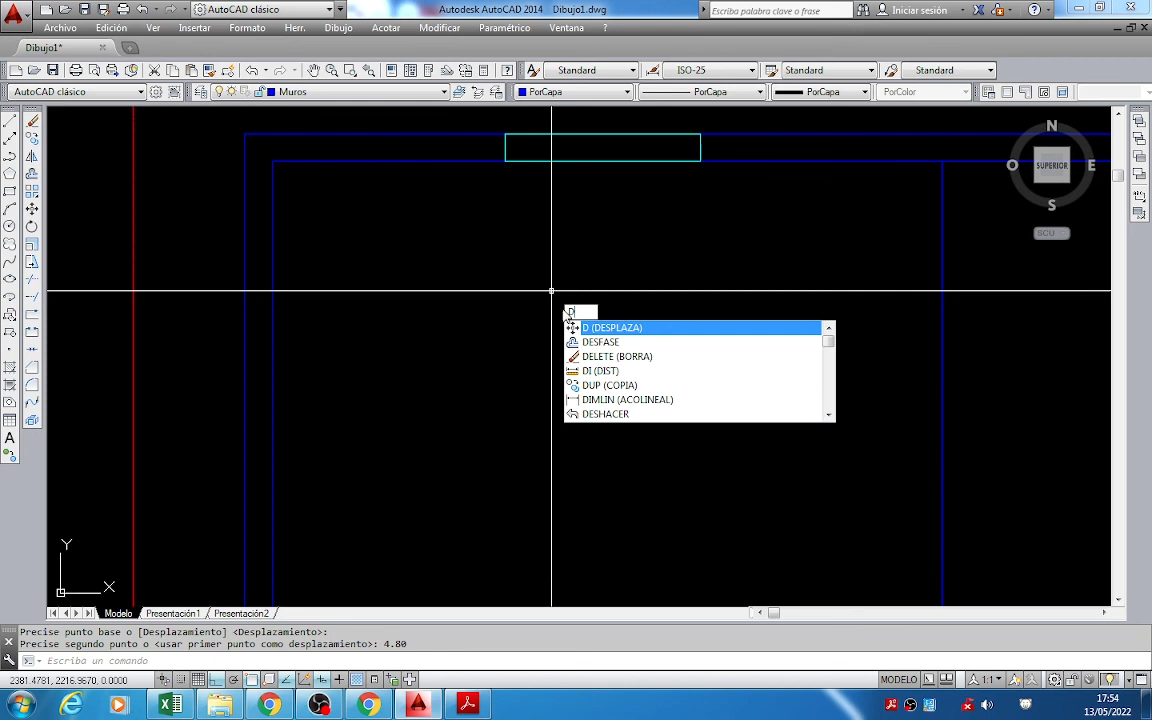 AutoCAD clásico
Autodesk AutoCAD 2014 Dibujo1.dwg
Escriba palabra clave o frase
Iniciar sesión
Archivo Edición Ver Insertar Formato Herr. Dibujo Acotar Modificar Paramétrico Ventana ?
Dibujo1*
Standard ISO-25 Standard Standard
AutoCAD clásico Muros PorCapa PorCapa PorCapa PorColor
N
O SUPERIOR E
S
SCU
D
D (DESPLAZA)
DESFASE
DELETE (BORRA)
DI (DIST)
DUP (COPIA)
DIMLIN (ACOLINEAL)
DESHACER
A
Y
X
Modelo Presentación1 Presentación2
Precise punto base o [Desplazamiento] <Desplazamiento>:
Precise segundo punto o <usar primer punto como desplazamiento>: 4.80
Escriba un comando
2381.4781, 2216.9670, 0.0000 MODELO 1:1
17:54
13/05/2022